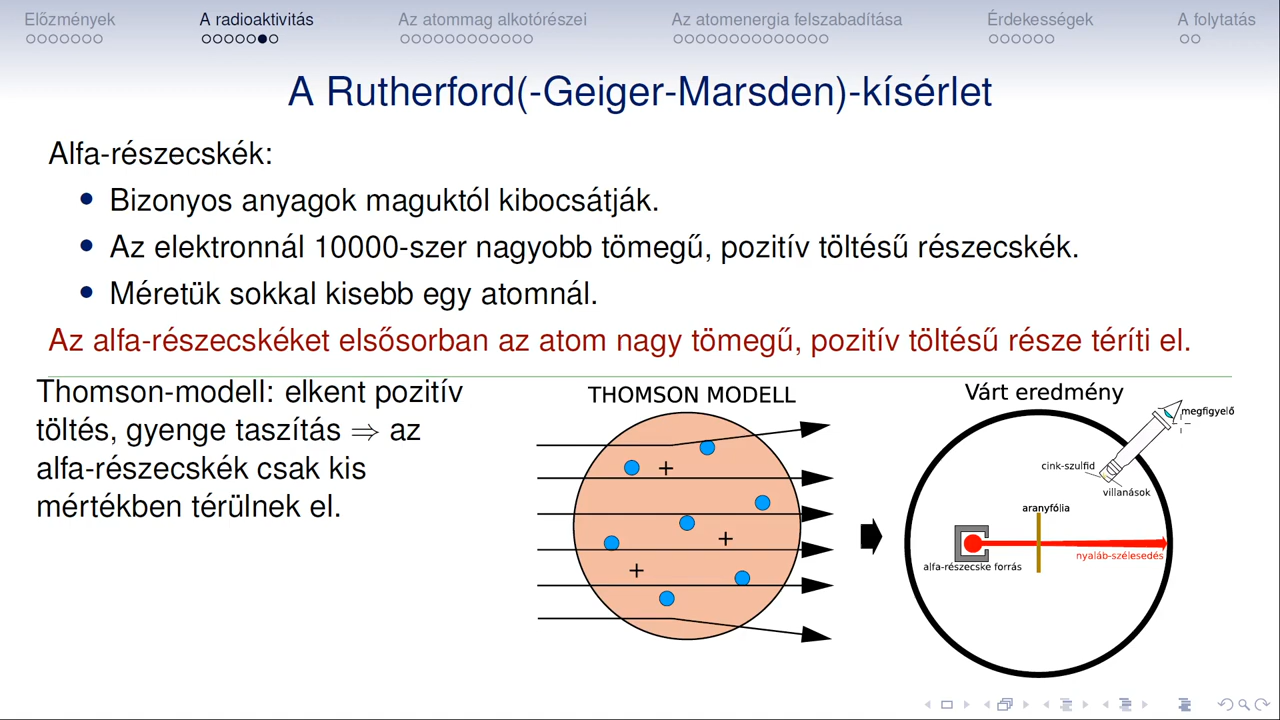 Előzmények
A radioaktivitás
Az atommag alkotórészei
Az atomenergia felszabadítása
Érdekességek
A folytatás
A Rutherford(-Geiger-Marsden)-kísérlet
Alfa-részecskék:
Bizonyos anyagok maguktól kibocsátják.
Az elektronnál 10000-szer nagyobb tömegű, pozitív töltésű részecskék.
Méretük sokkal kisebb egy atomnál.
Az alfa-részecskéket elsősorban az atom nagy tömegű, pozitív töltésű része téríti el.
Thomson-modell: elkent pozitív
töltés, gyenge taszítás ⇒ az
alfa-részecskék csak kis
mértékben térülnek el.
THOMSON MODELL
+
+
+
Várt eredmény
megfigyelő
cink-szulfid
villanások
aranyfólia
nyaláb-szélesedés
alfa-részecske forrás